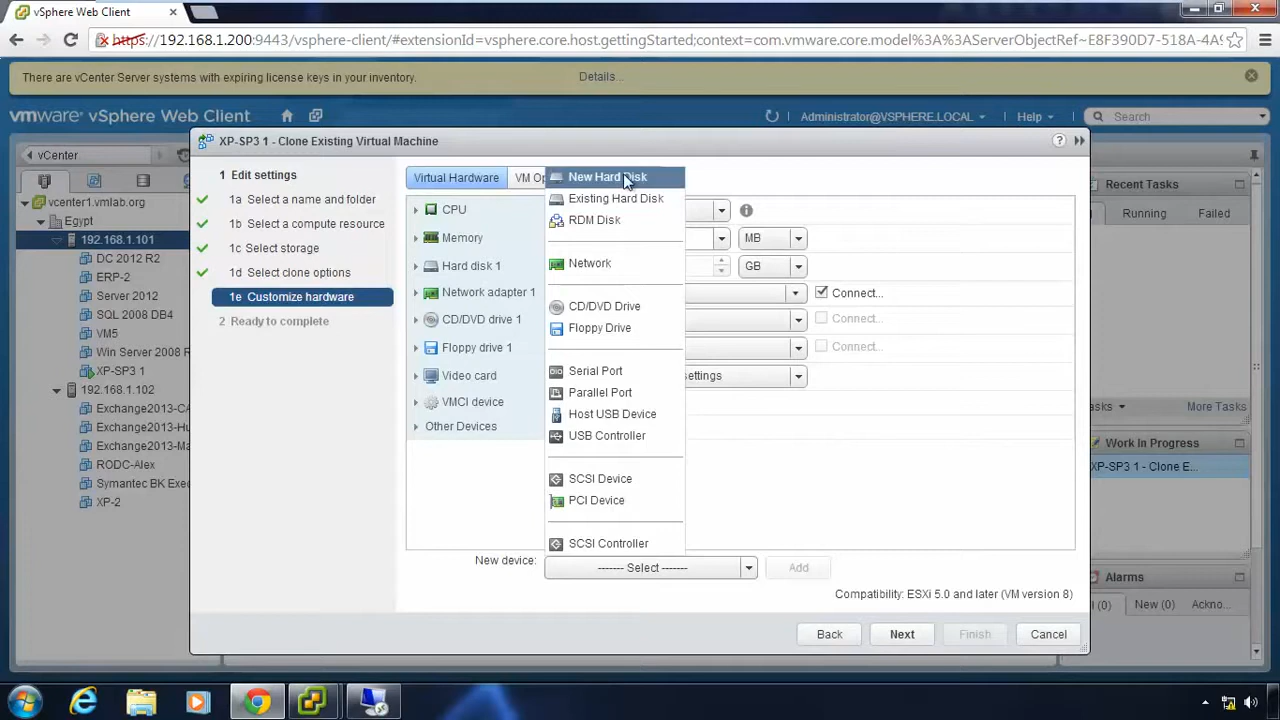 vSphere Web Client
https://192.168.1.200:9443/vsphere-client/#extensionId=vsphere.core.host.gettingStarted;context=com.vmware.core.model%3A%3AServerObjectRef~E8F390D7-518A-4A9
There are vCenter Server systems with expiring license keys in your inventory.
Details...
vmware vSphere Web Client
Administrator@VSPHERE.LOCAL
Help
Search
XP-SP3 1 - Clone Existing Virtual Machine
vCenter
vcenter1.vmlab.org
Egypt
192.168.1.101
DC 2012 R2
ERP-2
Server 2012
SQL 2008 DB4
VM5
Win Server 2008 R
XP-SP3 1
192.168.1.102
Exchange2013-CA
Exchange2013-Hu
Exchange2013-Ma
RODC-Alex
Symantec BK Exec
XP-2
1 Edit settings
1a Select a name and folder
1b Select a compute resource
1c Select storage
1d Select clone options
1e Customize hardware
2 Ready to complete
Virtual Hardware
VM Op
CPU
Memory
Hard disk 1
Network adapter 1
CD/DVD drive 1
Floppy drive 1
Video card
VMCI device
Other Devices
New Hard Disk
Existing Hard Disk
RDM Disk
Network
CD/DVD Drive
Floppy Drive
Serial Port
Parallel Port
Host USB Device
USB Controller
SCSI Device
PCI Device
SCSI Controller
MB
GB
Connect...
Connect...
Connect...
settings
New device:
------- Select -------
Add
Compatibility: ESXi 5.0 and later (VM version 8)
Back
Next
Finish
Cancel
Recent Tasks
Running
Failed
asks
More Tasks
Work In Progress
XP-SP3 1 - Clone E...
Alarms
(0)
New (0)
Ackno...